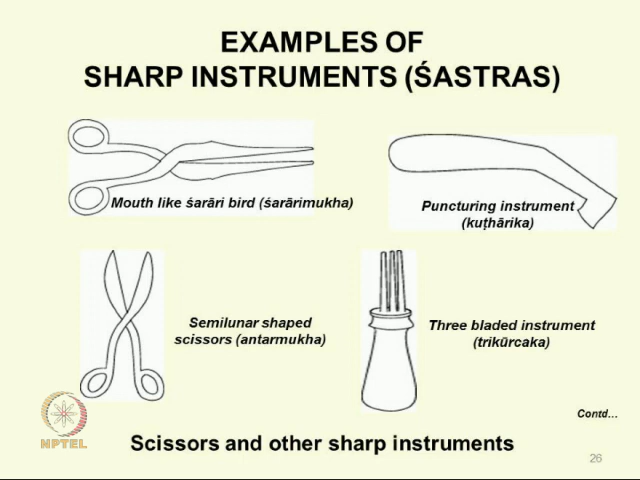 EXAMPLES OF
SHARP INSTRUMENTS (ŚASTRAS)
Mouth like śarāri bird (śarārimukha)
Puncturing instrument
(kuṭhārika)
Semilunar shaped
scissors (antarmukha)
Three bladed instrument
(trikūrcaka)
Contd…
NPTEL
Scissors and other sharp instruments
26